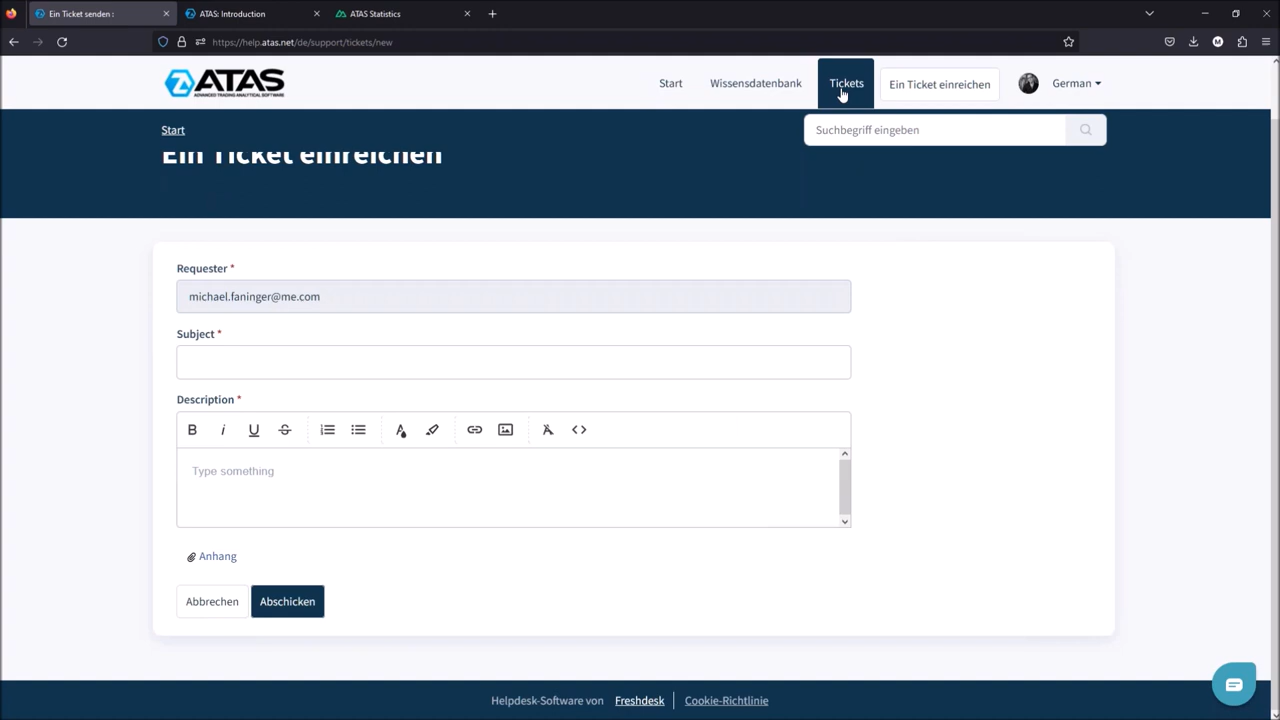 Ein Ticket senden :
ATAS: Introduction
ATAS Statistics
https://help.atas.net/de/support/tickets/new
M
ATAS
ADVANCED TRADING ANALYTICAL SOFTWARE
Start
Wissensdatenbank
Tickets
Ein Ticket einreichen
German
Start
Suchbegriff eingeben
Ein Ticket einreichen
Requester *
michael.faninger@me.com
Subject *
Description *
B i U S A
Type something
Anhang
Abbrechen
Abschicken
Helpdesk-Software von Freshdesk
Cookie-Richtlinie